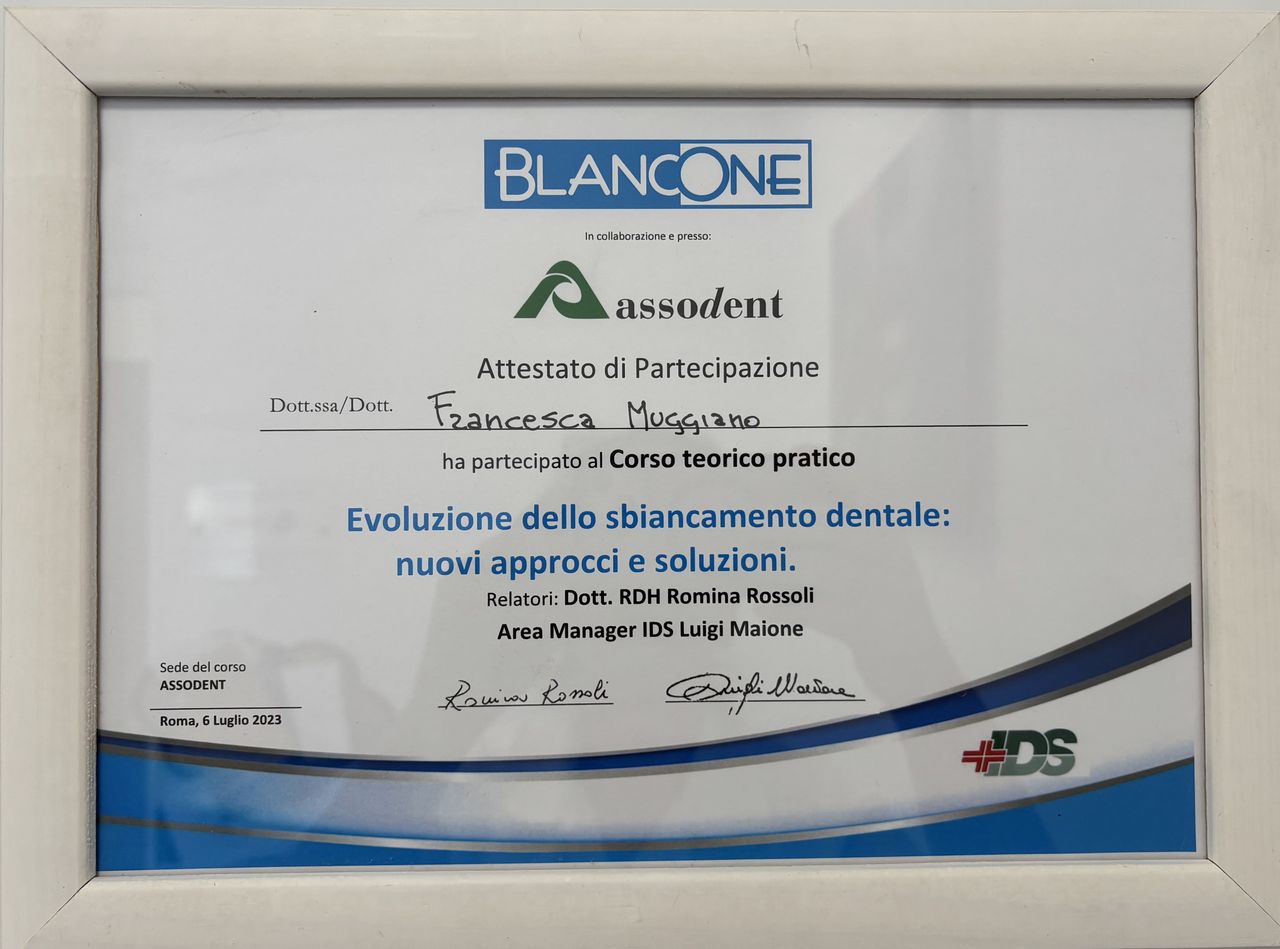 BLANCONE
In collaborazione e presso:
assodent
Attestato di Partecipazione
Dott.ssa/Dott. Francesca Muggiano
ha partecipato al Corso teorico pratico
Evoluzione dello sbiancamento dentale:
nuovi approcci e soluzioni.
Relatori: Dott. RDH Romina Rossoli
Area Manager IDS Luigi Maione
Sede del corso
ASSODENT
Romina Rossoli Luigi Maione
Roma, 6 Luglio 2023
IDS